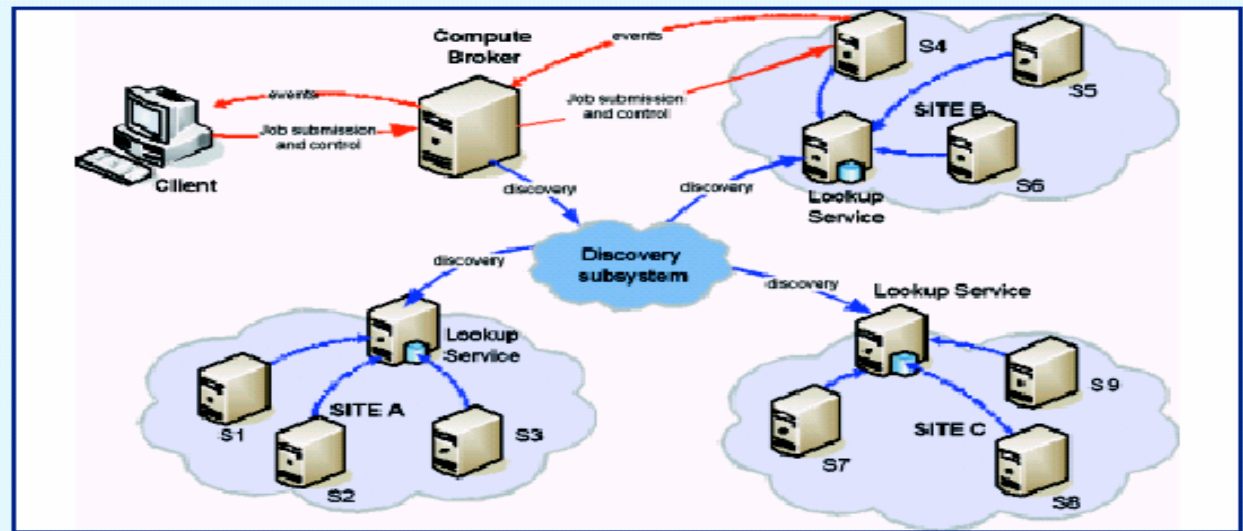 Compute
Broker
events
S4
S5
events
Job submission
and control
SITE B
Job submission
and control
Client
S6
discovery
discovery
Lookup
Service
Discovery
subsystem
discovery
discovery
Lookup Service
Lookup
Service
S1
SITE A
S3
S2
S9
SITE C
S7
S8